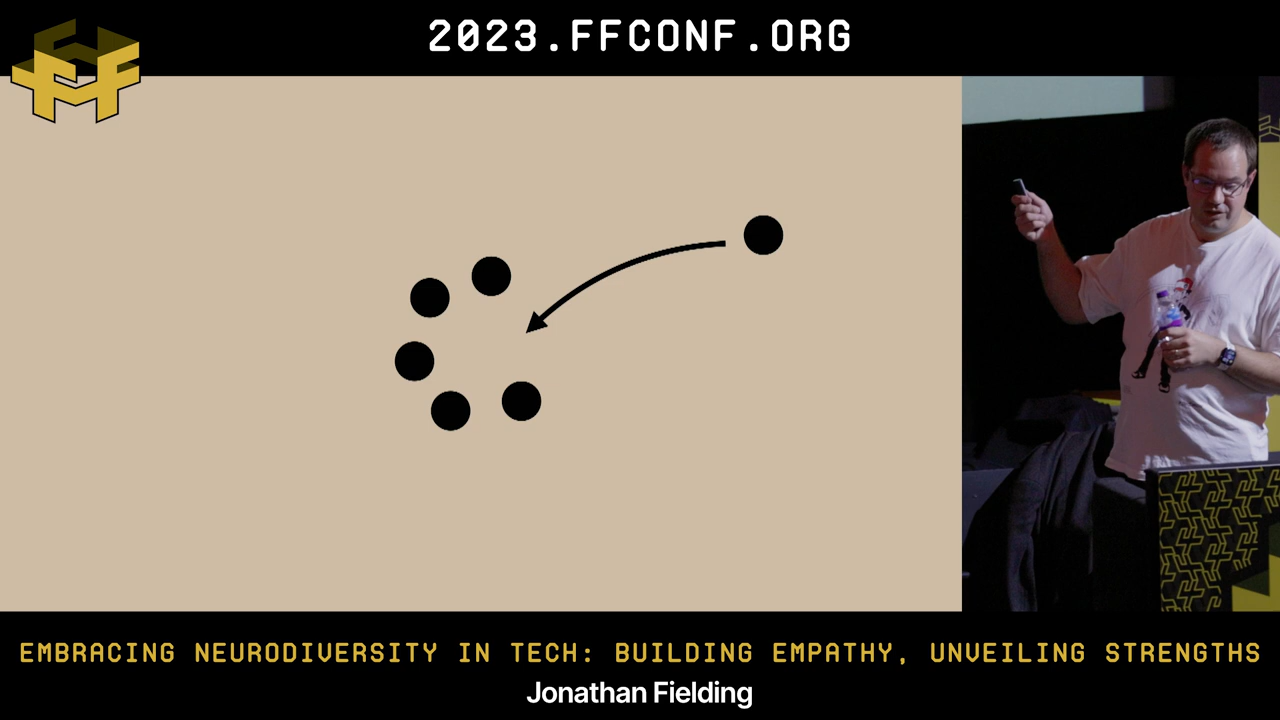 2023.FFCONF.ORG
EMBRACING NEURODIVERSITY IN TECH: BUILDING EMPATHY, UNVEILING STRENGTHS
Jonathan Fielding